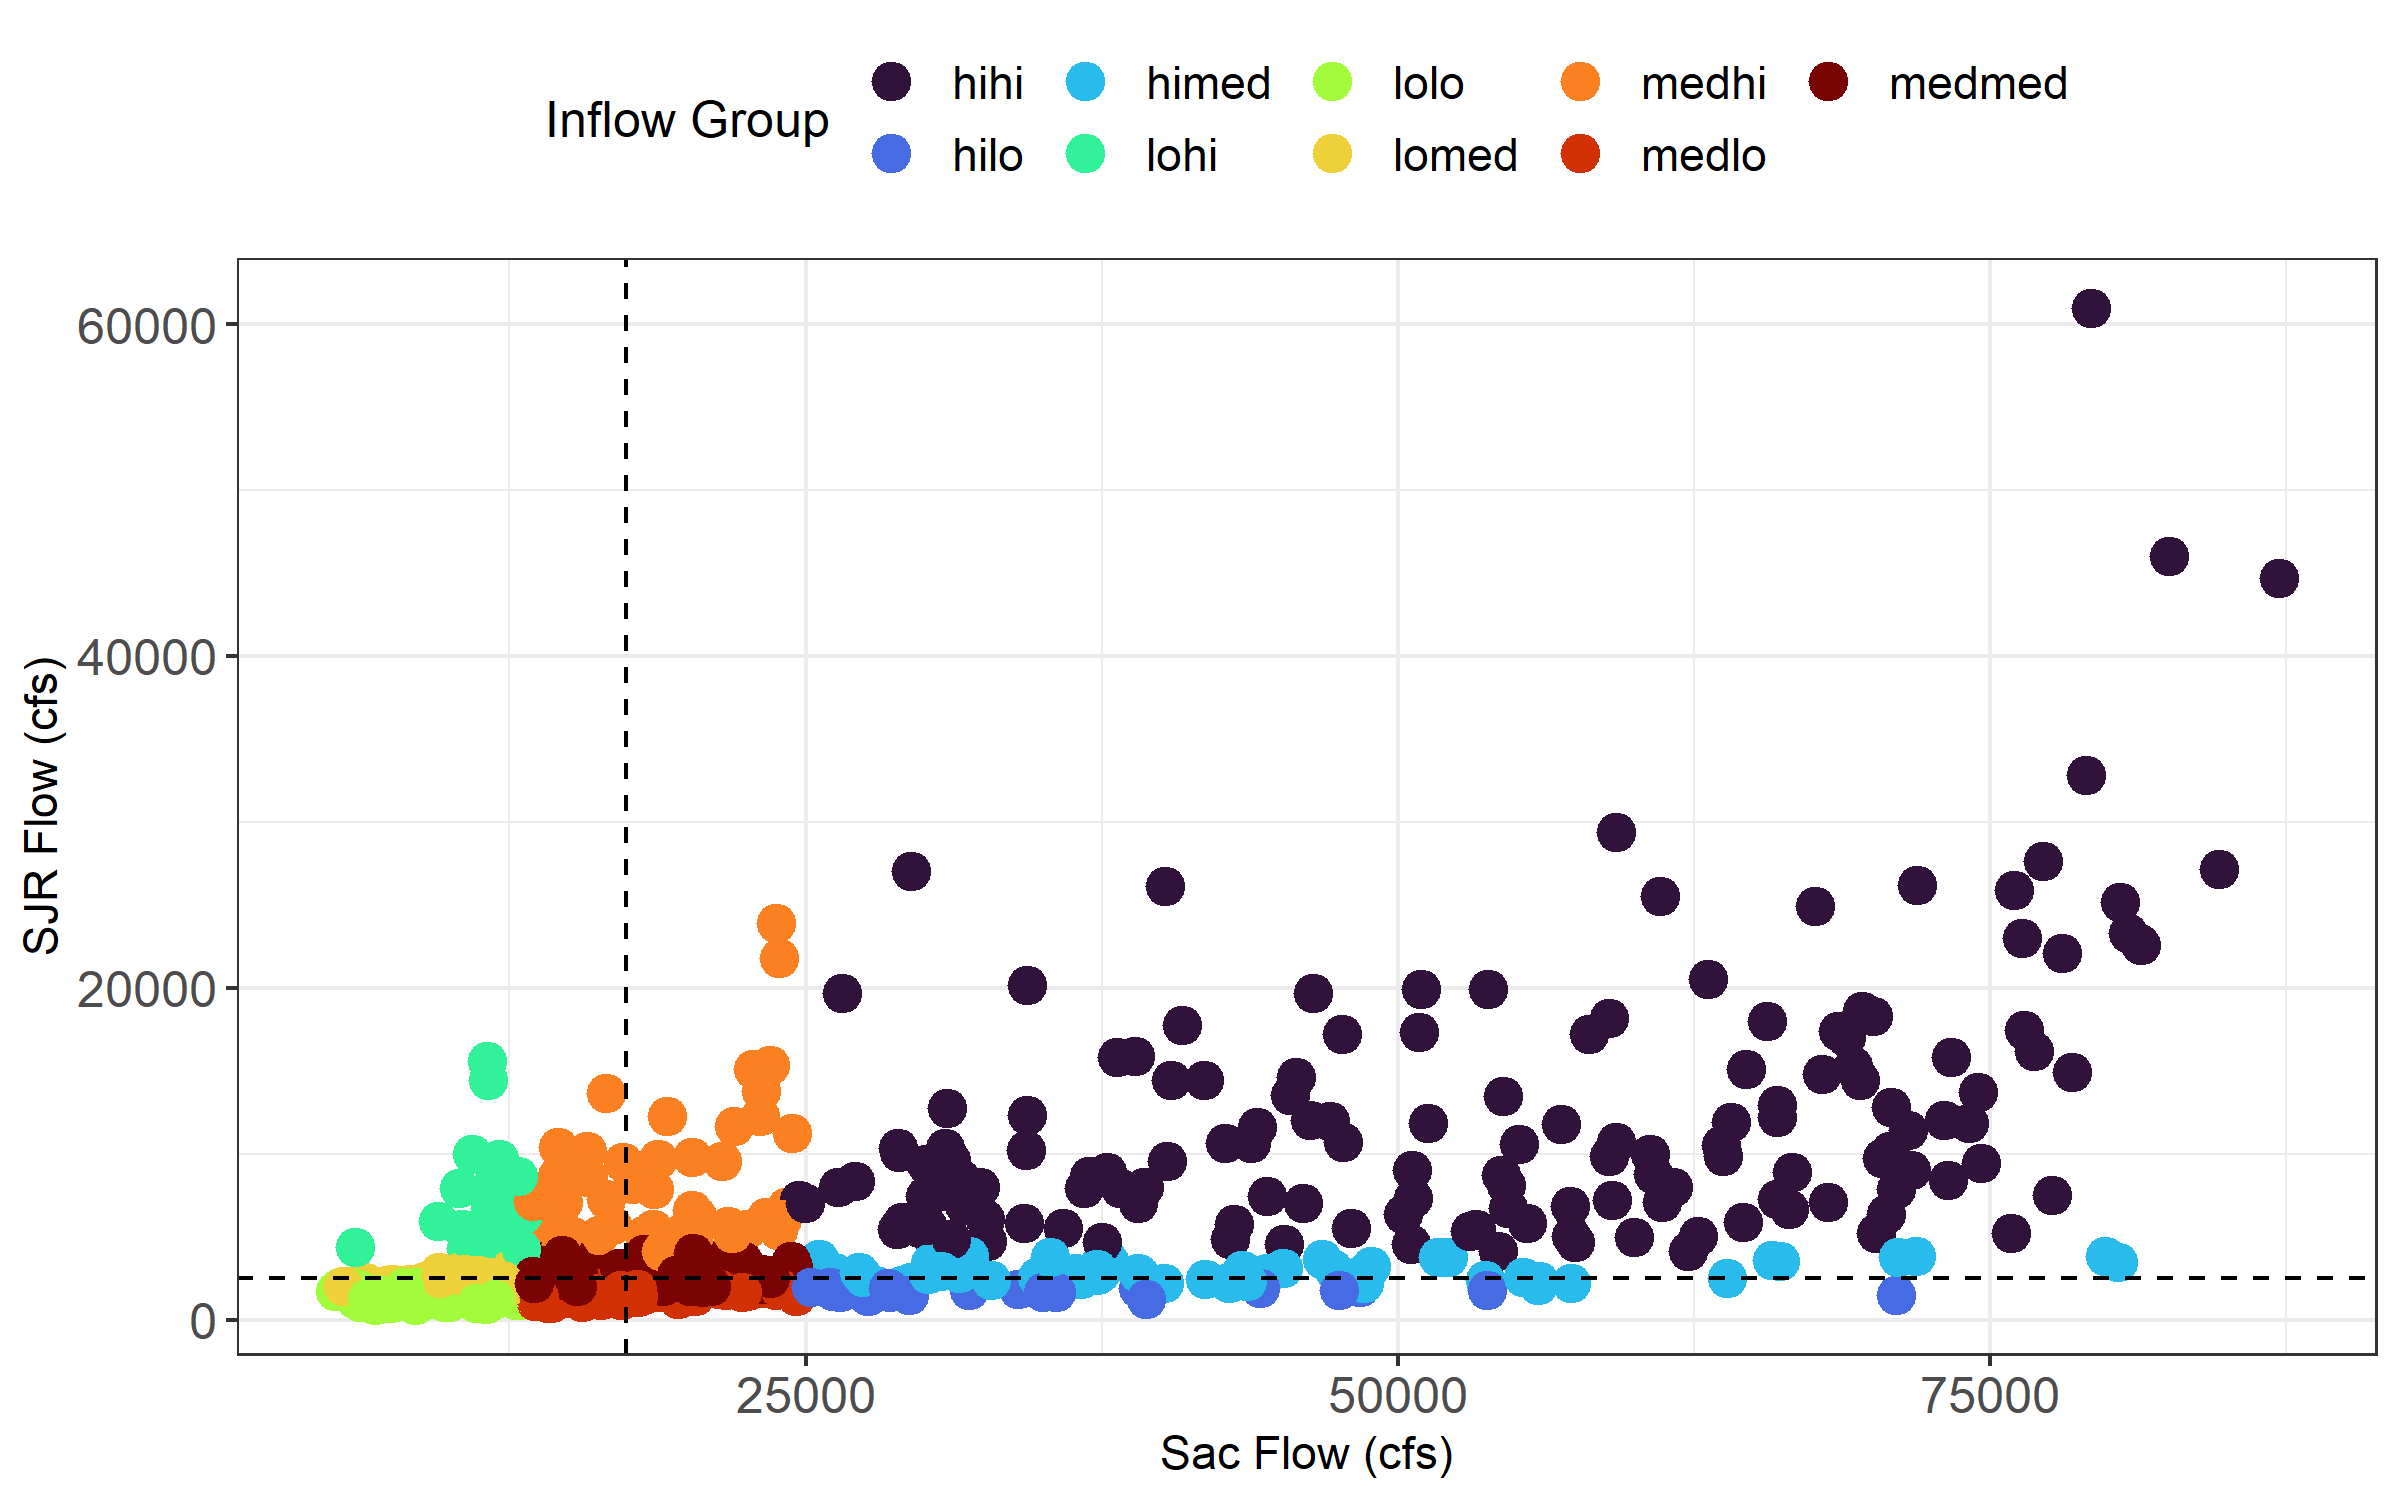 Inflow Group
hihi himed lolo medhi medmed
hilo lohi lomed medlo
60000
40000
20000
0
SJR Flow (cfs)
25000 50000 75000
Sac Flow (cfs)